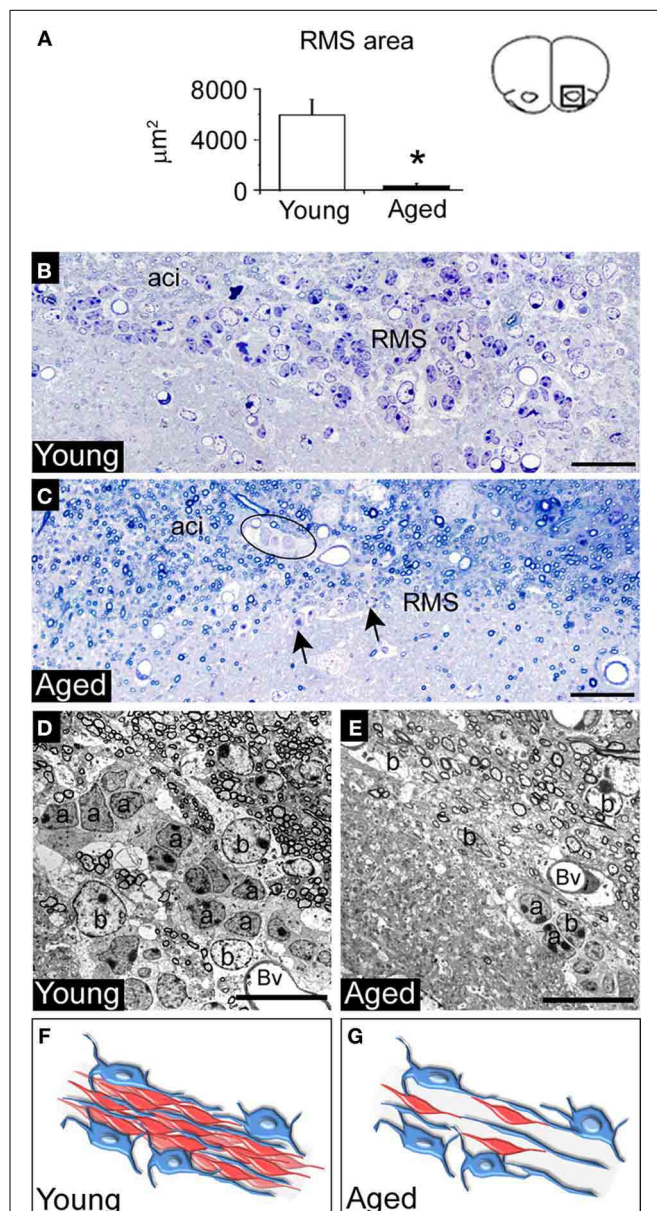 A
RMS area
8000
4000
0
μm²
*
Young Aged
B
aci
RMS
Young
C
aci
RMS
Aged
D
a a a
a
b
a a
b
a a
b
Bv
Young
E
b
b
b
Bv
a b
a
Aged
F
Young
G
Aged